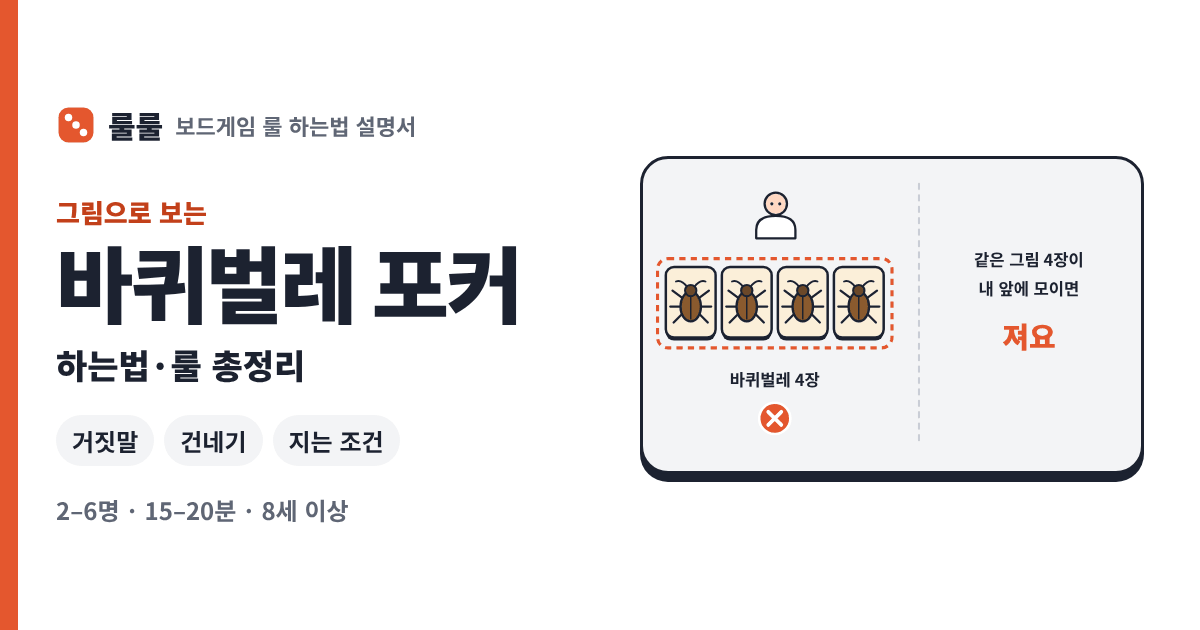 룰룰 보드게임 룰 하는법 설명서
그림으로 보는
바퀴벌레 포커
하는법·룰 총정리
거짓말 건네기 지는 조건
2–6명 · 15–20분 · 8세 이상
바퀴벌레 4장
같은 그림 4장이
내 앞에 모이면
져요